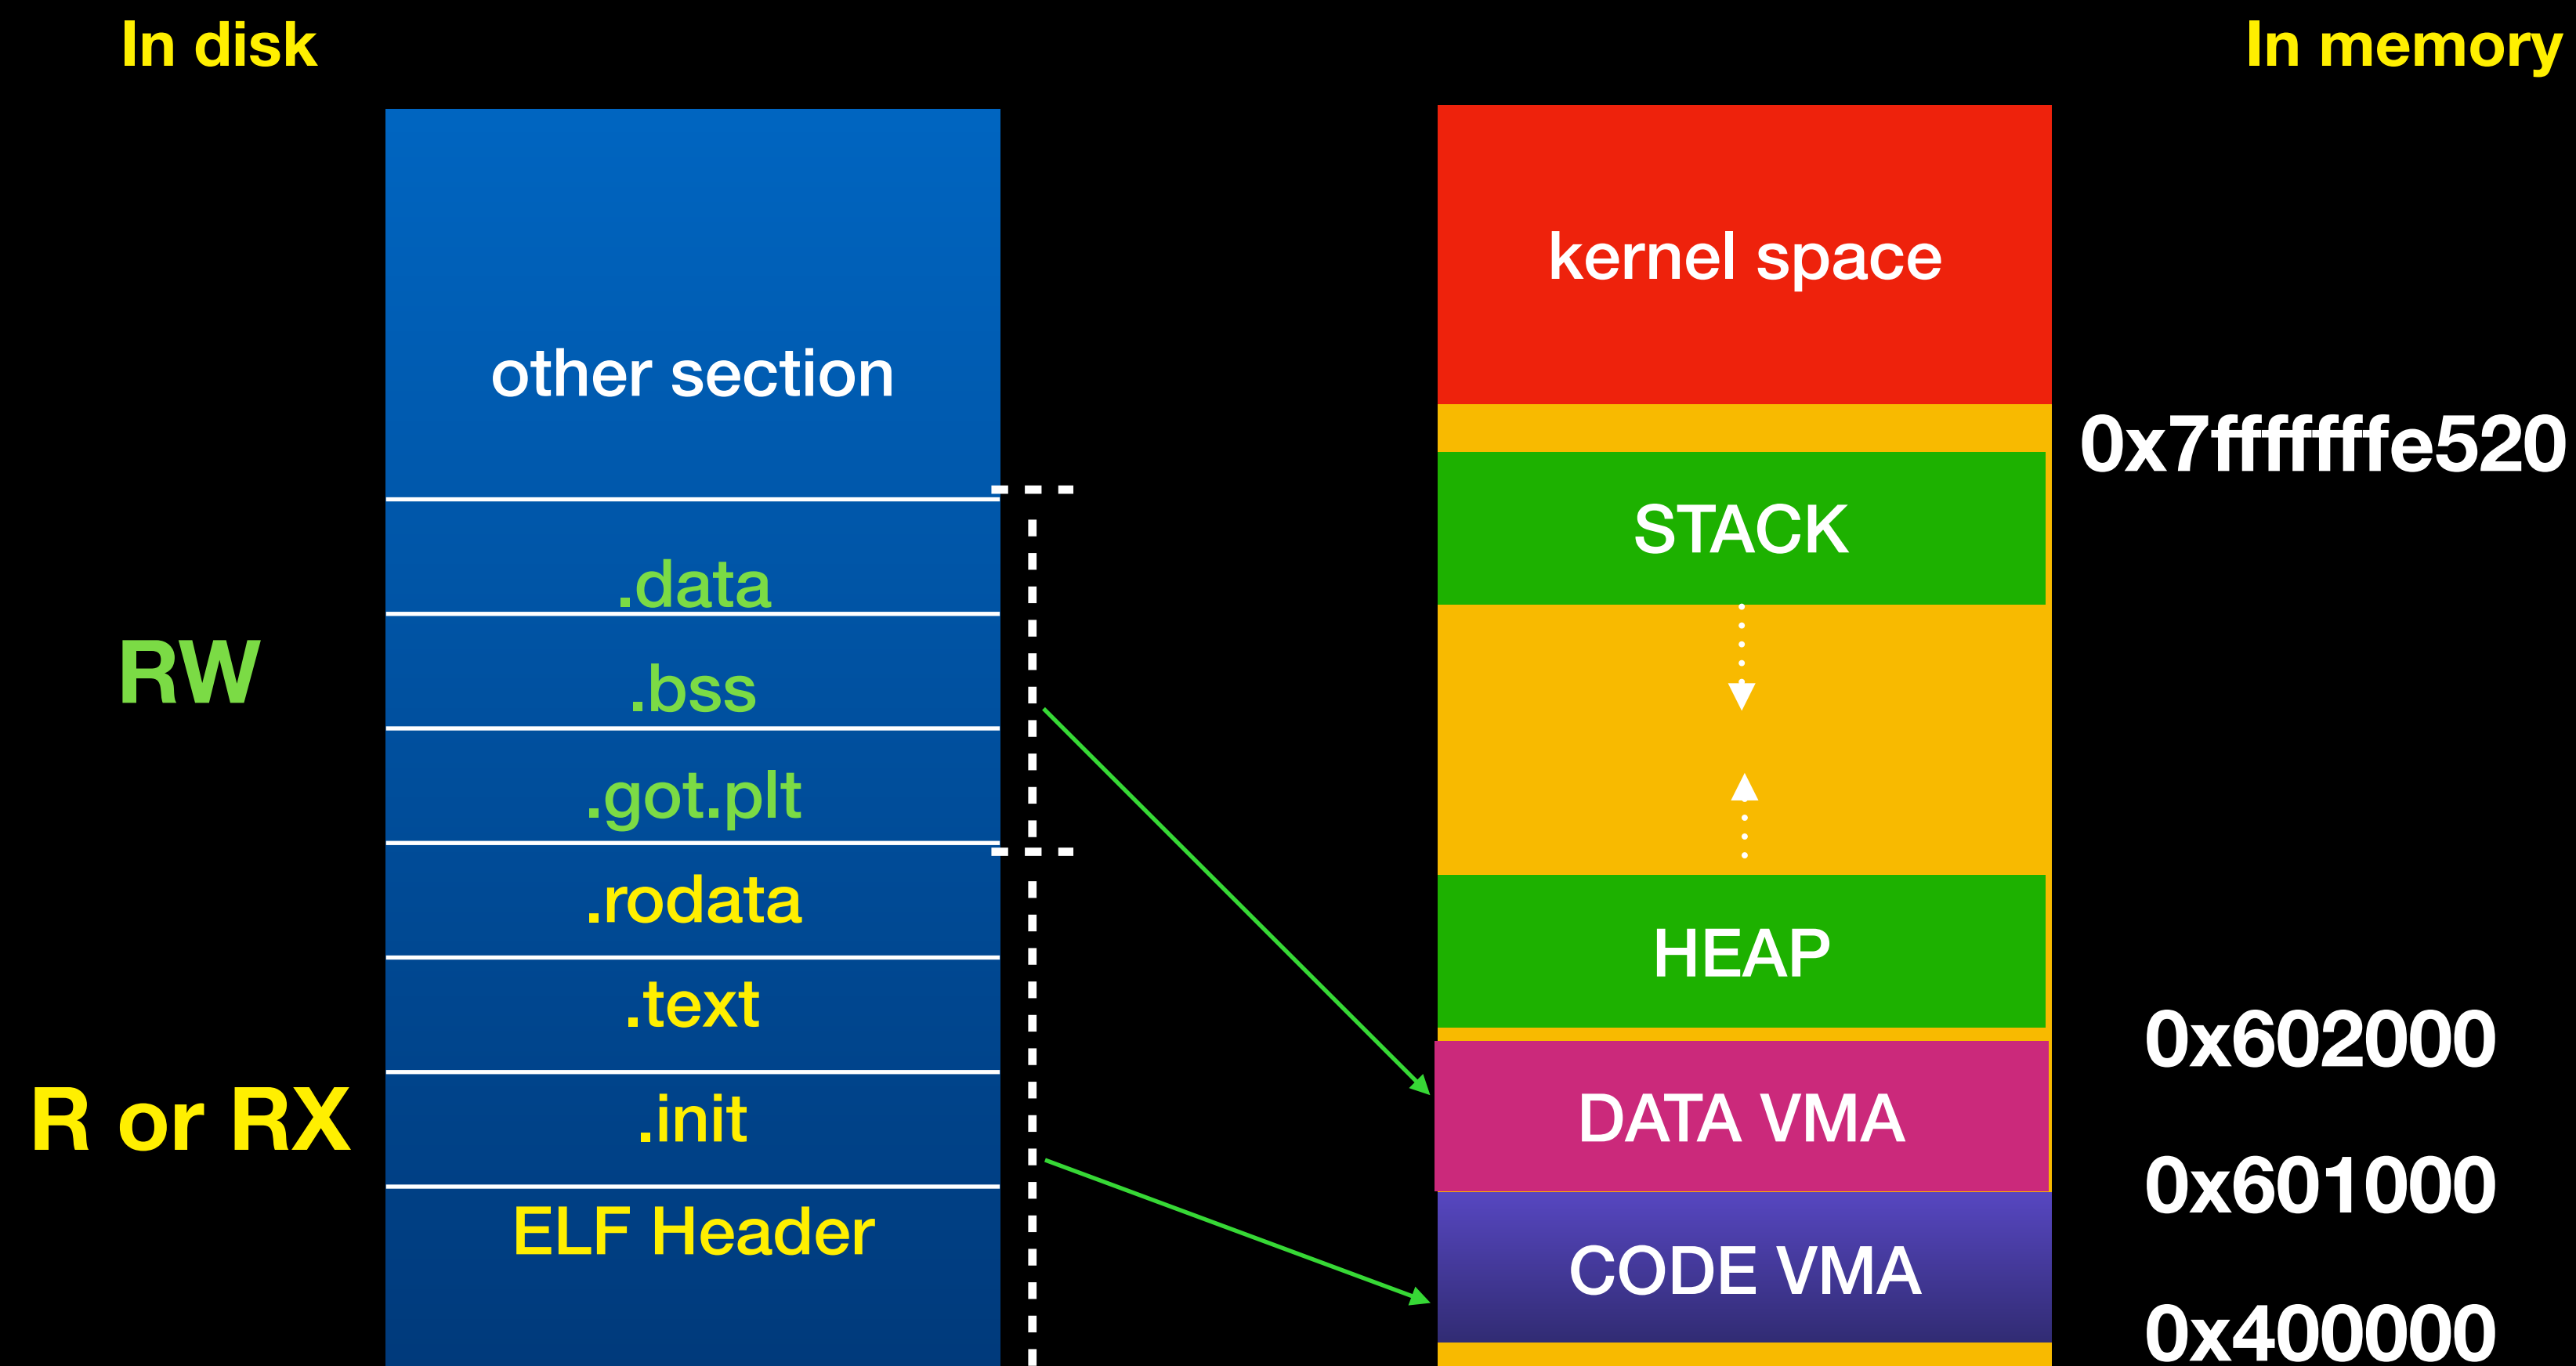 In disk
In memory
other section
.data
.bss
.got.plt
.rodata
.text
.init
ELF Header
RW
R or RX
kernel space
STACK
HEAP
DATA VMA
CODE VMA
0x7fffffffe520
0x602000
0x601000
0x400000